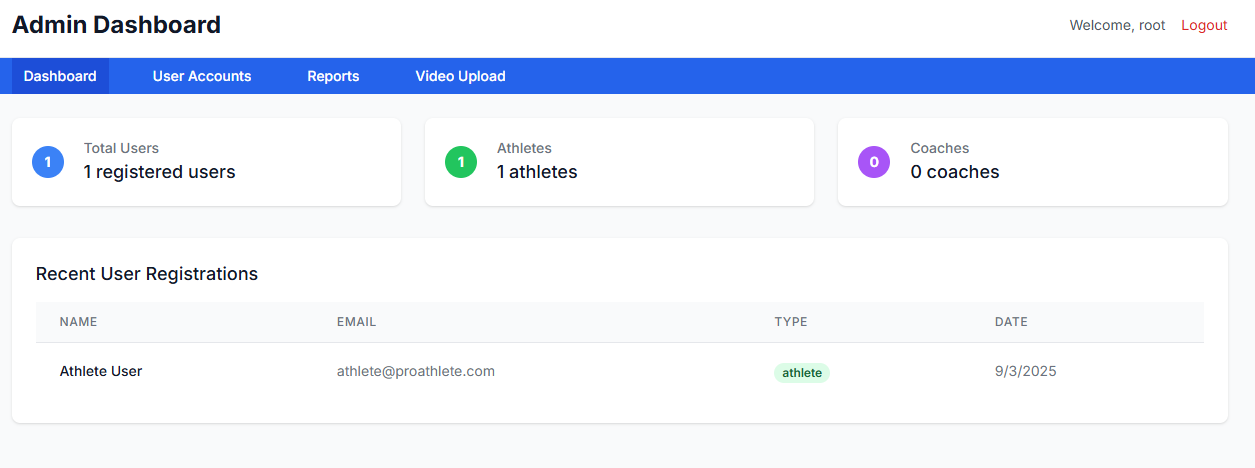 Admin Dashboard
Welcome, root Logout
Dashboard User Accounts Reports Video Upload
1 Total Users
1 registered users
1 Athletes
1 athletes
0 Coaches
0 coaches
Recent User Registrations
NAME EMAIL TYPE DATE
Athlete User athlete@proathlete.com athlete 9/3/2025